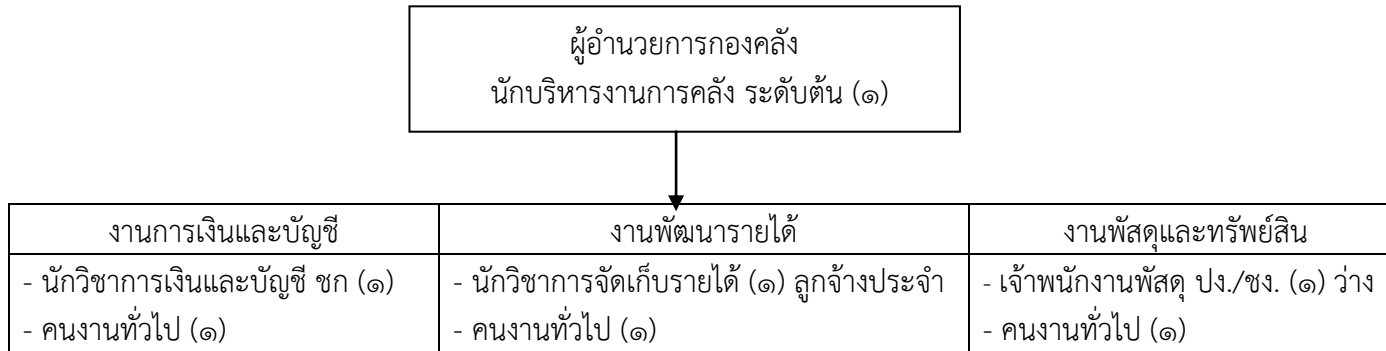 ผู้อำนวยการกองคลัง
นักบริหารงานการคลัง ระดับต้น (๑)
งานการเงินและบัญชี
- นักวิชาการเงินและบัญชี ชก (๑)
- คนงานทั่วไป (๑)
งานพัฒนารายได้
- นักวิชาการจัดเก็บรายได้ (๑) ลูกจ้างประจำ
- คนงานทั่วไป (๑)
งานพัสดุและทรัพย์สิน
- เจ้าพนักงานพัสดุ ปง./ชง. (๑) ว่าง
- คนงานทั่วไป (๑)